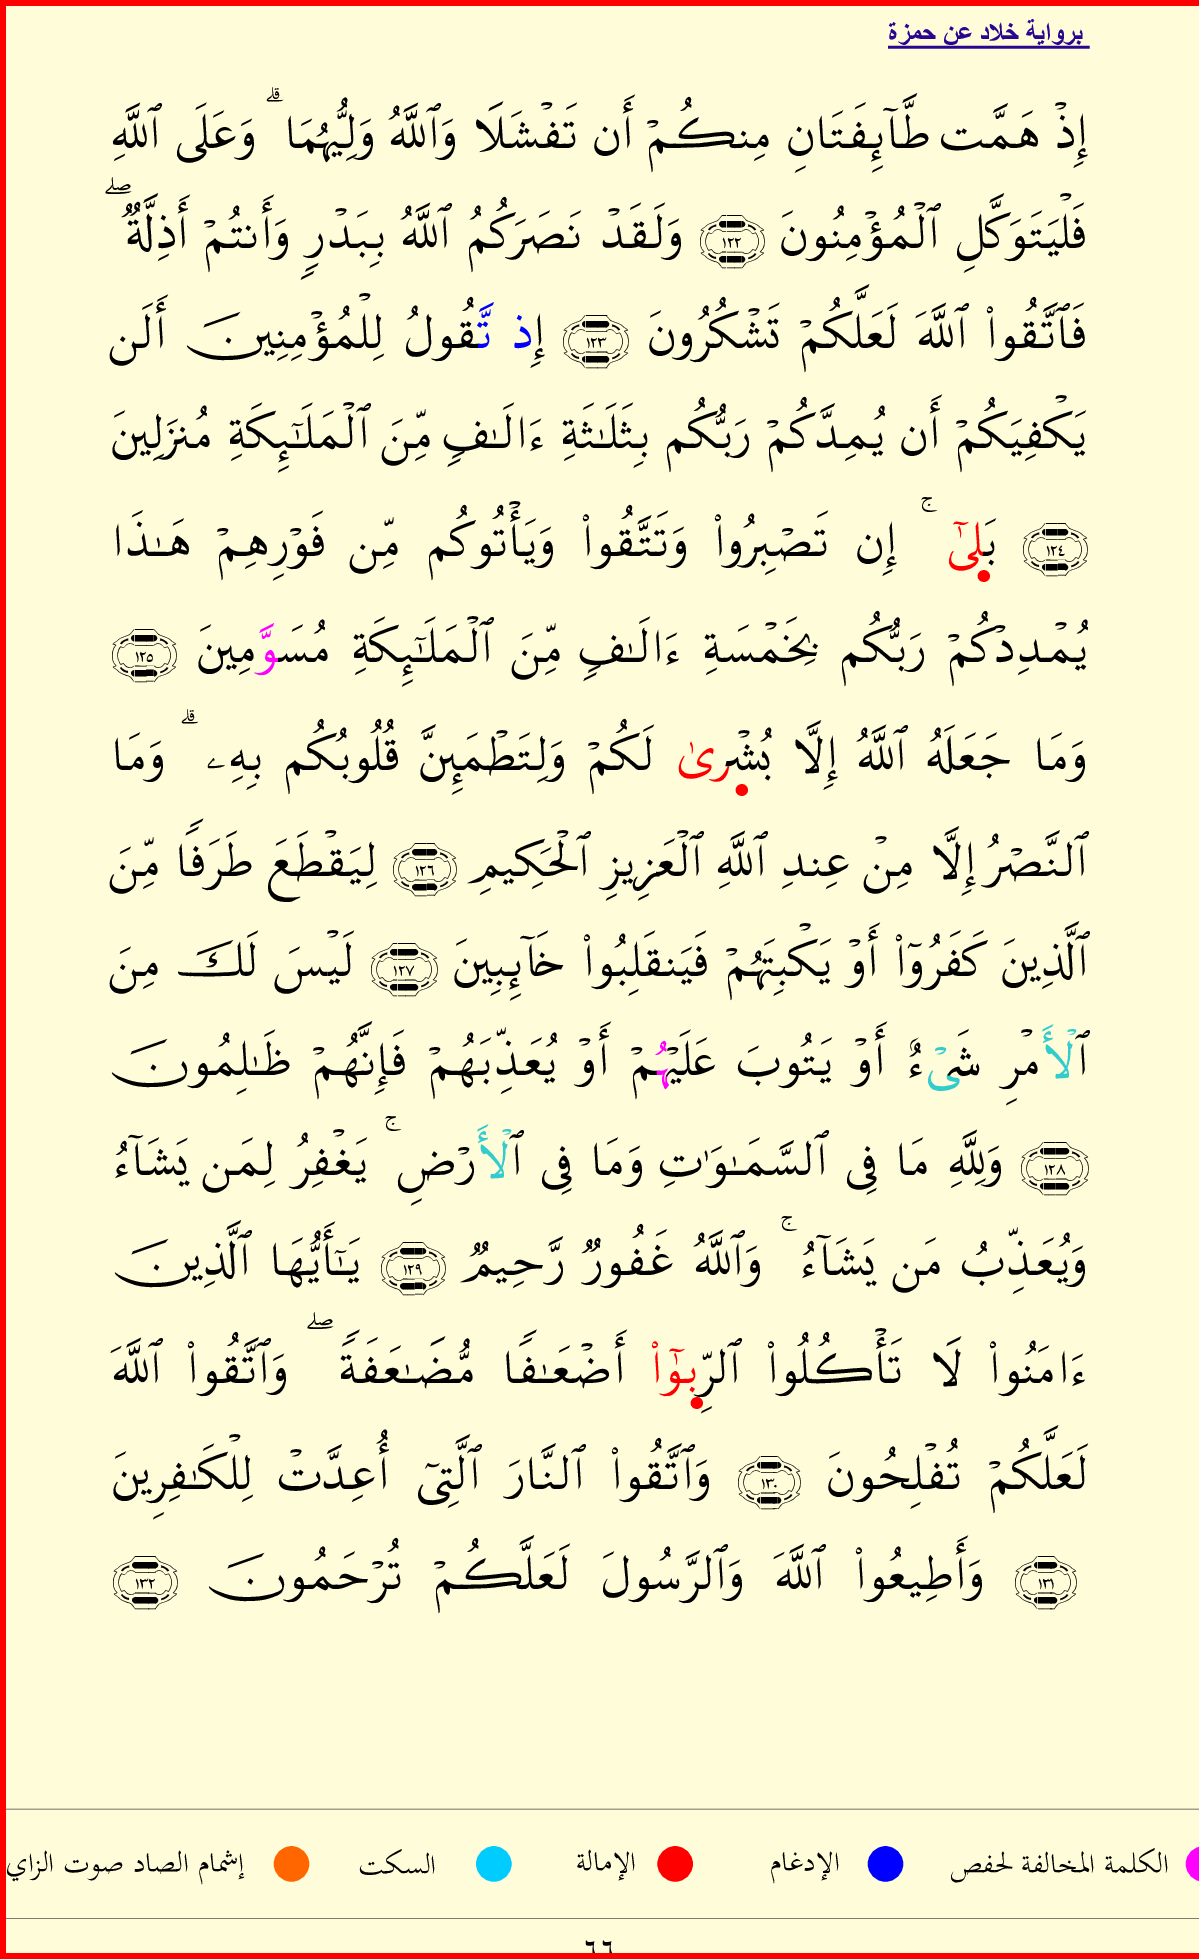 برواية خلاد عن حمزة
إِذْ هَمَّت طَّآئِفَتَانِ مِنكُمْ أَن تَفْشَلَا وَٱللَّهُ وَلِيُّهُمَا ۗ وَعَلَى ٱللَّهِ
فَلْيَتَوَكَّلِ ٱلْمُؤْمِنُونَ ١٢٢ وَلَقَدْ نَصَرَكُمُ ٱللَّهُ بِبَدْرٍ وَأَنتُمْ أَذِلَّةٌ ۖ
فَٱتَّقُوا۟ ٱللَّهَ لَعَلَّكُمْ تَشْكُرُونَ ١٢٣ إِذ تَّقُولُ لِلْمُؤْمِنِينَ أَلَن
يَكْفِيَكُمْ أَن يُمِدَّكُمْ رَبُّكُم بِثَلَـٰثَةِ ءَالَـٰفٍ مِّنَ ٱلْمَلَـٰٓئِكَةِ مُنزَلِينَ
١٢٤ بَلِىٰٓ ۚ إِن تَصْبِرُوا۟ وَتَتَّقُوا۟ وَيَأْتُوكُم مِّن فَوْرِهِمْ هَـٰذَا
يُمْدِدْكُمْ رَبُّكُم بِخَمْسَةِ ءَالَـٰفٍ مِّنَ ٱلْمَلَـٰٓئِكَةِ مُسَوَّمِينَ ١٢٥
وَمَا جَعَلَهُ ٱللَّهُ إِلَّا بُشْرىٰ لَكُمْ وَلِتَطْمَئِنَّ قُلُوبُكُم بِهِۦ ۗ وَمَا
ٱلنَّصْرُ إِلَّا مِنْ عِندِ ٱللَّهِ ٱلْعَزِيزِ ٱلْحَكِيمِ ١٢٦ لِيَقْطَعَ طَرَفًا مِّنَ
ٱلَّذِينَ كَفَرُوٓا۟ أَوْ يَكْبِتَهُمْ فَيَنقَلِبُوا۟ خَآئِبِينَ ١٢٧ لَيْسَ لَكَ مِنَ
ٱلْأَمْرِ شَىْءٌ أَوْ يَتُوبَ عَلَيْهُمْ أَوْ يُعَذِّبَهُمْ فَإِنَّهُمْ ظَـٰلِمُونَ
١٢٨ وَلِلَّهِ مَا فِى ٱلسَّمَـٰوَٰتِ وَمَا فِى ٱلْأَرْضِ ۚ يَغْفِرُ لِمَن يَشَآءُ
وَيُعَذِّبُ مَن يَشَآءُ ۚ وَٱللَّهُ غَفُورٌ رَّحِيمٌ ١٢٩ يَـٰٓأَيُّهَا ٱلَّذِينَ
ءَامَنُوا۟ لَا تَأْكُلُوا۟ ٱلرِّبوٰٓا۟ أَضْعَـٰفًا مُّضَـٰعَفَةً ۖ وَٱتَّقُوا۟ ٱللَّهَ
لَعَلَّكُمْ تُفْلِحُونَ ١٣٠ وَٱتَّقُوا۟ ٱلنَّارَ ٱلَّتِىٓ أُعِدَّتْ لِلْكَـٰفِرِينَ
١٣١ وَأَطِيعُوا۟ ٱللَّهَ وَٱلرَّسُولَ لَعَلَّكُمْ تُرْحَمُونَ ١٣٢
الكلمة المخالفة لحفص الإدغام الإمالة السكت إشمام الصاد صوت الزاي
٦٦